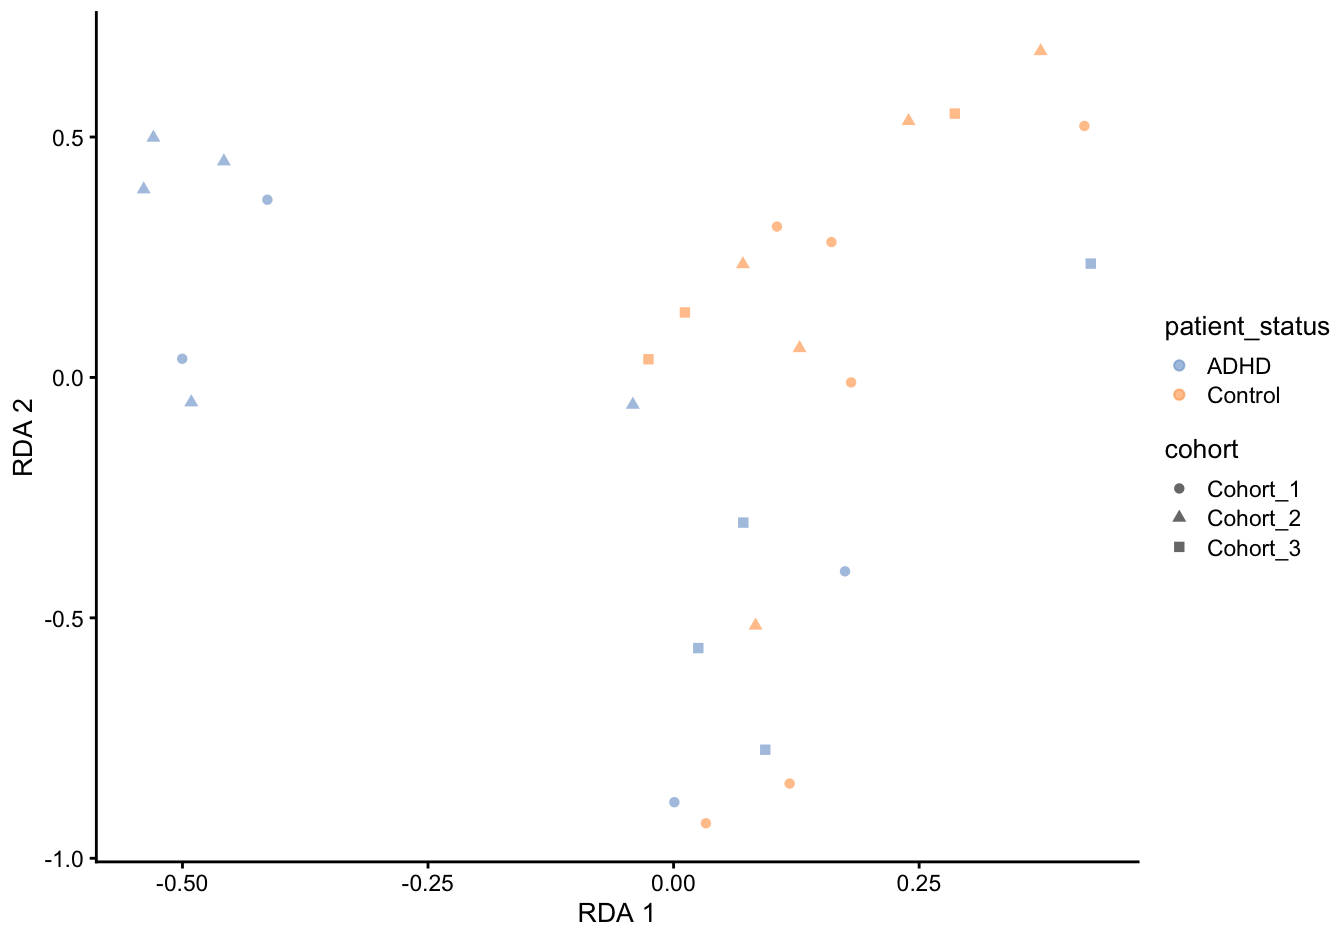 0.5
0.0
-0.5
-1.0
RDA 2
-0.50
-0.25
0.00
0.25
RDA 1
patient_status
ADHD
Control
cohort
Cohort_1
Cohort_2
Cohort_3